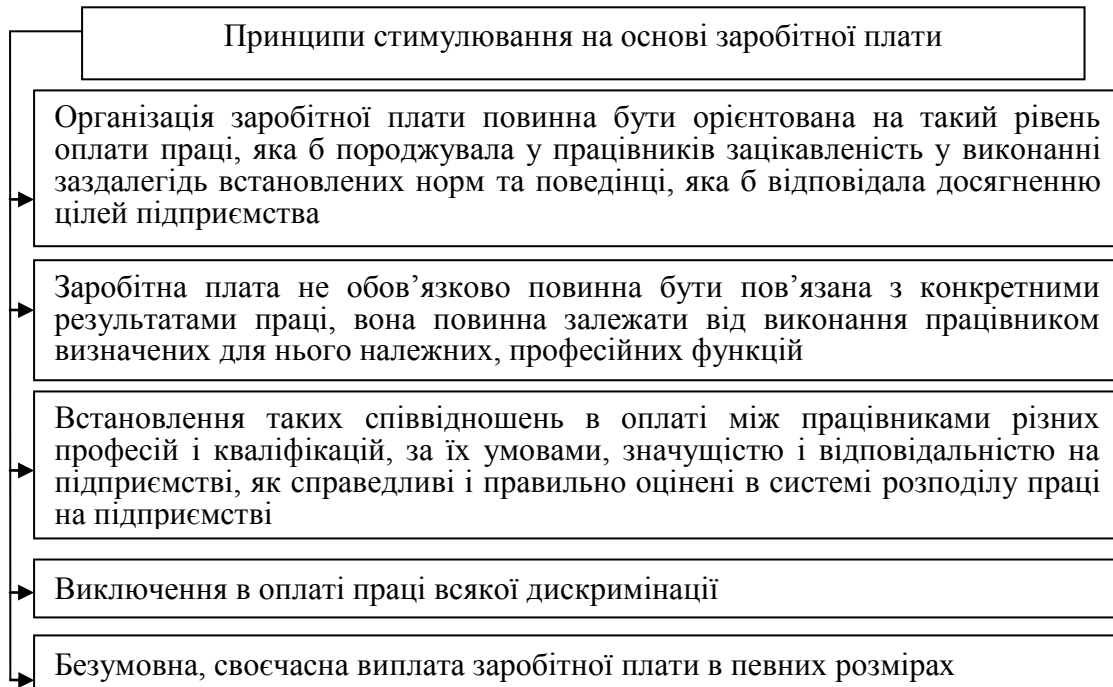 Принципи стимулювання на основі заробітної плати
Організація заробітної плати повинна бути орієнтована на такий рівень
оплати праці, яка б породжувала у працівників зацікавленість у виконанні
заздалегідь встановлених норм та поведінці, яка б відповідала досягненню
цілей підприємства
Заробітна плата не обов’язково повинна бути пов’язана з конкретними
результатами праці, вона повинна залежати від виконання працівником
визначених для нього належних, професійних функцій
Встановлення таких співвідношень в оплаті між працівниками різних
професій і кваліфікацій, за їх умовами, значущістю і відповідальністю на
підприємстві, як справедливі і правильно оцінені в системі розподілу праці
на підприємстві
Виключення в оплаті праці всякої дискримінації
Безумовна, своєчасна виплата заробітної плати в певних розмірах